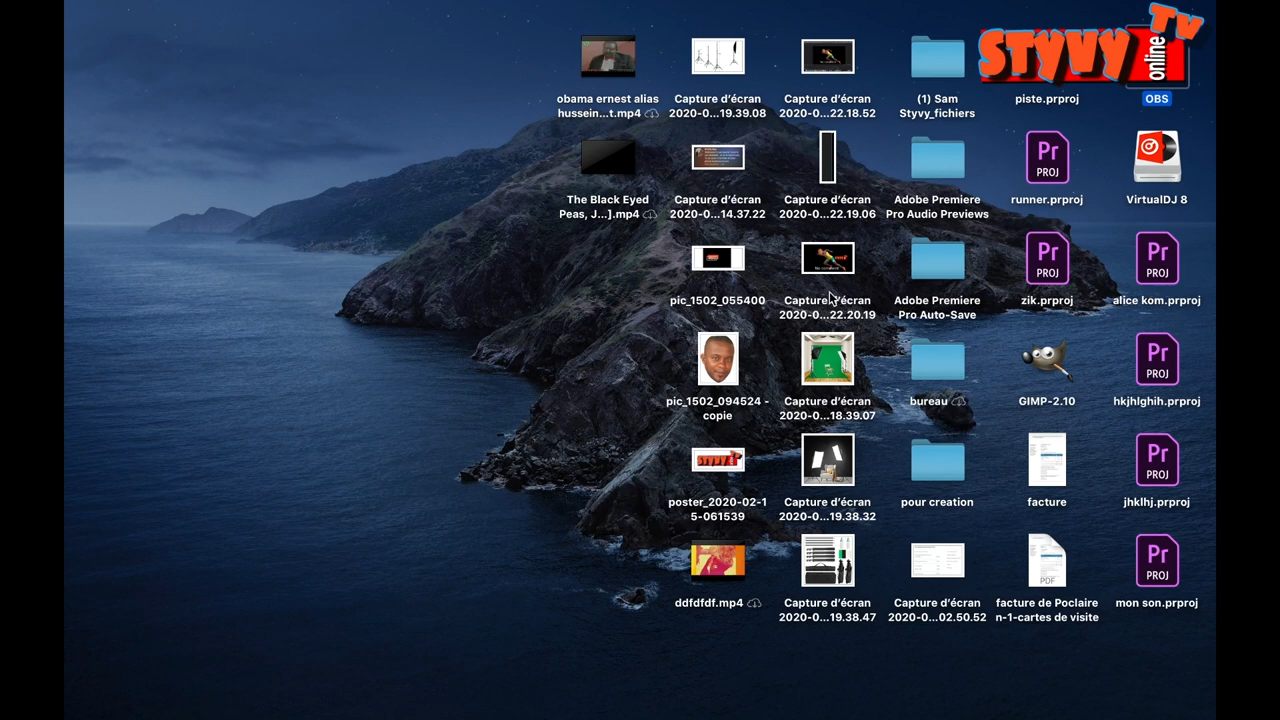 STYVY TV
online
obama ernest alias
hussein...t.mp4
Capture d'écran
2020-0...19.39.08
Capture d'écran
2020-0...22.18.52
(1) Sam
Styvy_fichiers
piste.prproj
OBS
The Black Eyed
Peas, J...].mp4
Capture d'écran
2020-0...14.37.22
Capture d'écran
2020-0...22.19.06
Adobe Premiere
Pro Audio Previews
Pr
PROJ
runner.prproj
VirtualDJ 8
pic_1502_055400
Capture d'écran
2020-0...22.20.19
Adobe Premiere
Pro Auto-Save
Pr
PROJ
zik.prproj
Pr
PROJ
alice kom.prproj
pic_1502_094524 -
copie
Capture d'écran
2020-0...18.39.07
bureau
GIMP-2.10
Pr
PROJ
hkjhlghih.prproj
STYVY TV
poster_2020-02-1
5-061539
Capture d'écran
2020-0...19.38.32
pour creation
facture
Pr
PROJ
jhklhj.prproj
ddfdfdf.mp4
Capture d'écran
2020-0...19.38.47
Capture d'écran
2020-0...02.50.52
PDF
facture de Poclaire
n-1-cartes de visite
Pr
PROJ
mon son.prproj